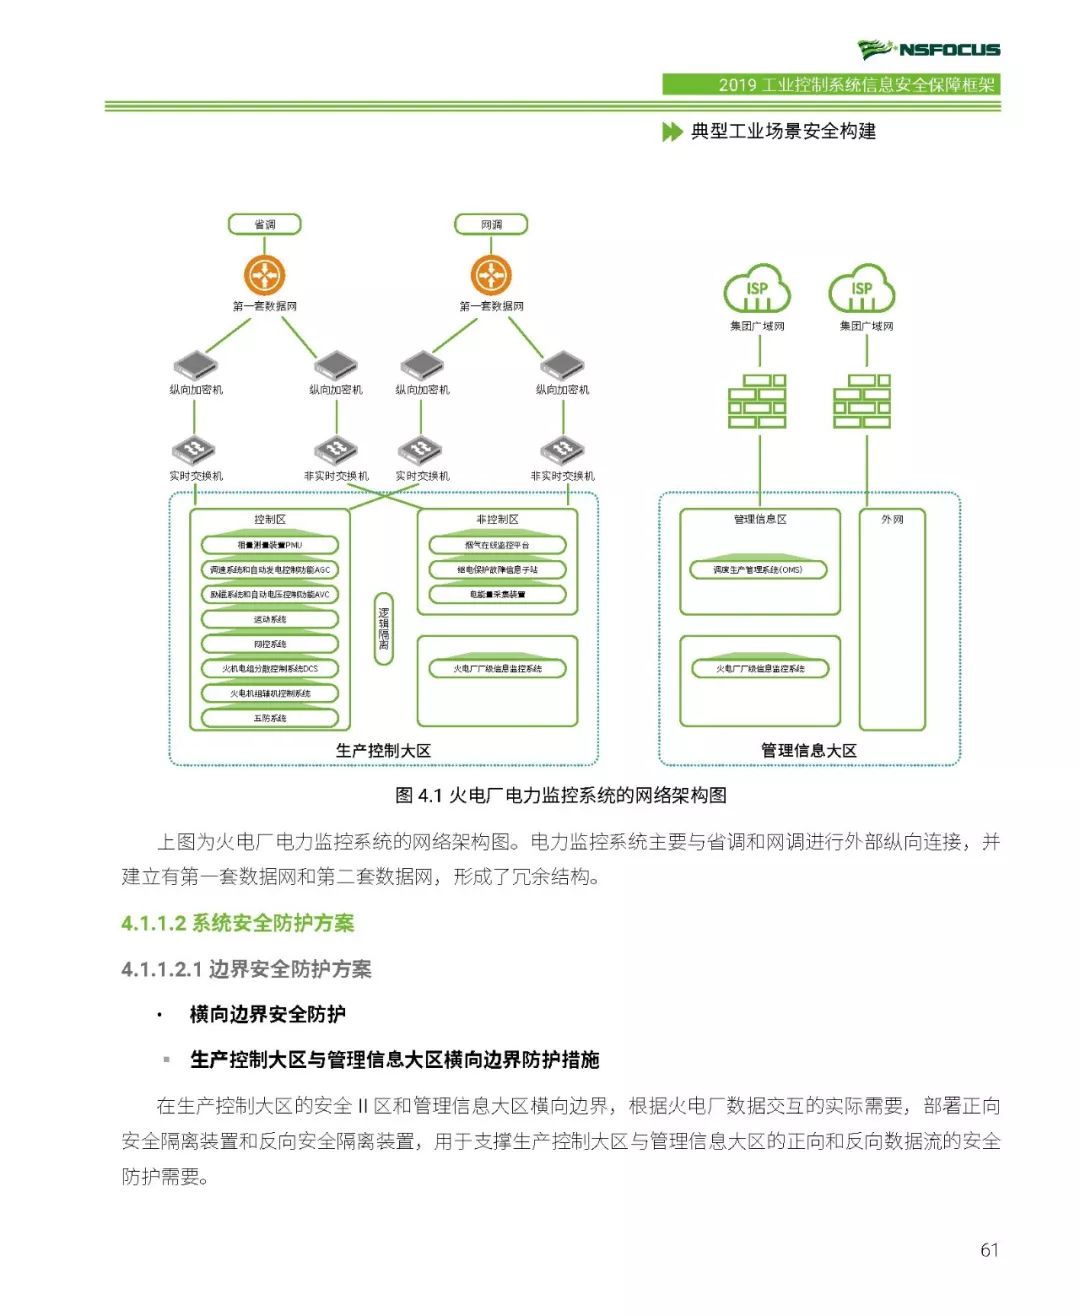 NSFOCUS
2019 工业控制系统信息安全保障框架
典型工业场景安全构建
省调
网调
第一套数据网
第一套数据网
ISP
ISP
集团广域网
集团广域网
纵向加密机
纵向加密机
纵向加密机
纵向加密机
实时交换机
非实时交换机
实时交换机
非实时交换机
控制区
相量测量装置PMU
调速系统和自动发电控制功能AGC
励磁系统和自动电压控制功能AVC
远动系统
网控系统
火机电组分散控制系统DCS
火电机组辅机控制系统
五防系统
逻辑隔离
非控制区
烟气在线监控平台
继电保护故障信息子站
电能量采集装置
火电厂厂级信息监控系统
生产控制大区
管理信息区
调度生产管理系统(OMS)
火电厂厂级信息监控系统
外网
管理信息大区
图 4.1 火电厂电力监控系统的网络架构图
上图为火电厂电力监控系统的网络架构图。电力监控系统主要与省调和网调进行外部纵向连接，并
建立有第一套数据网和第二套数据网，形成了冗余结构。
4.1.1.2 系统安全防护方案
4.1.1.2.1 边界安全防护方案
• 横向边界安全防护
▪ 生产控制大区与管理信息大区横向边界防护措施
在生产控制大区的安全 II 区和管理信息大区横向边界，根据火电厂数据交互的实际需要，部署正向
安全隔离装置和反向安全隔离装置，用于支撑生产控制大区与管理信息大区的正向和反向数据流的安全
防护需要。
61